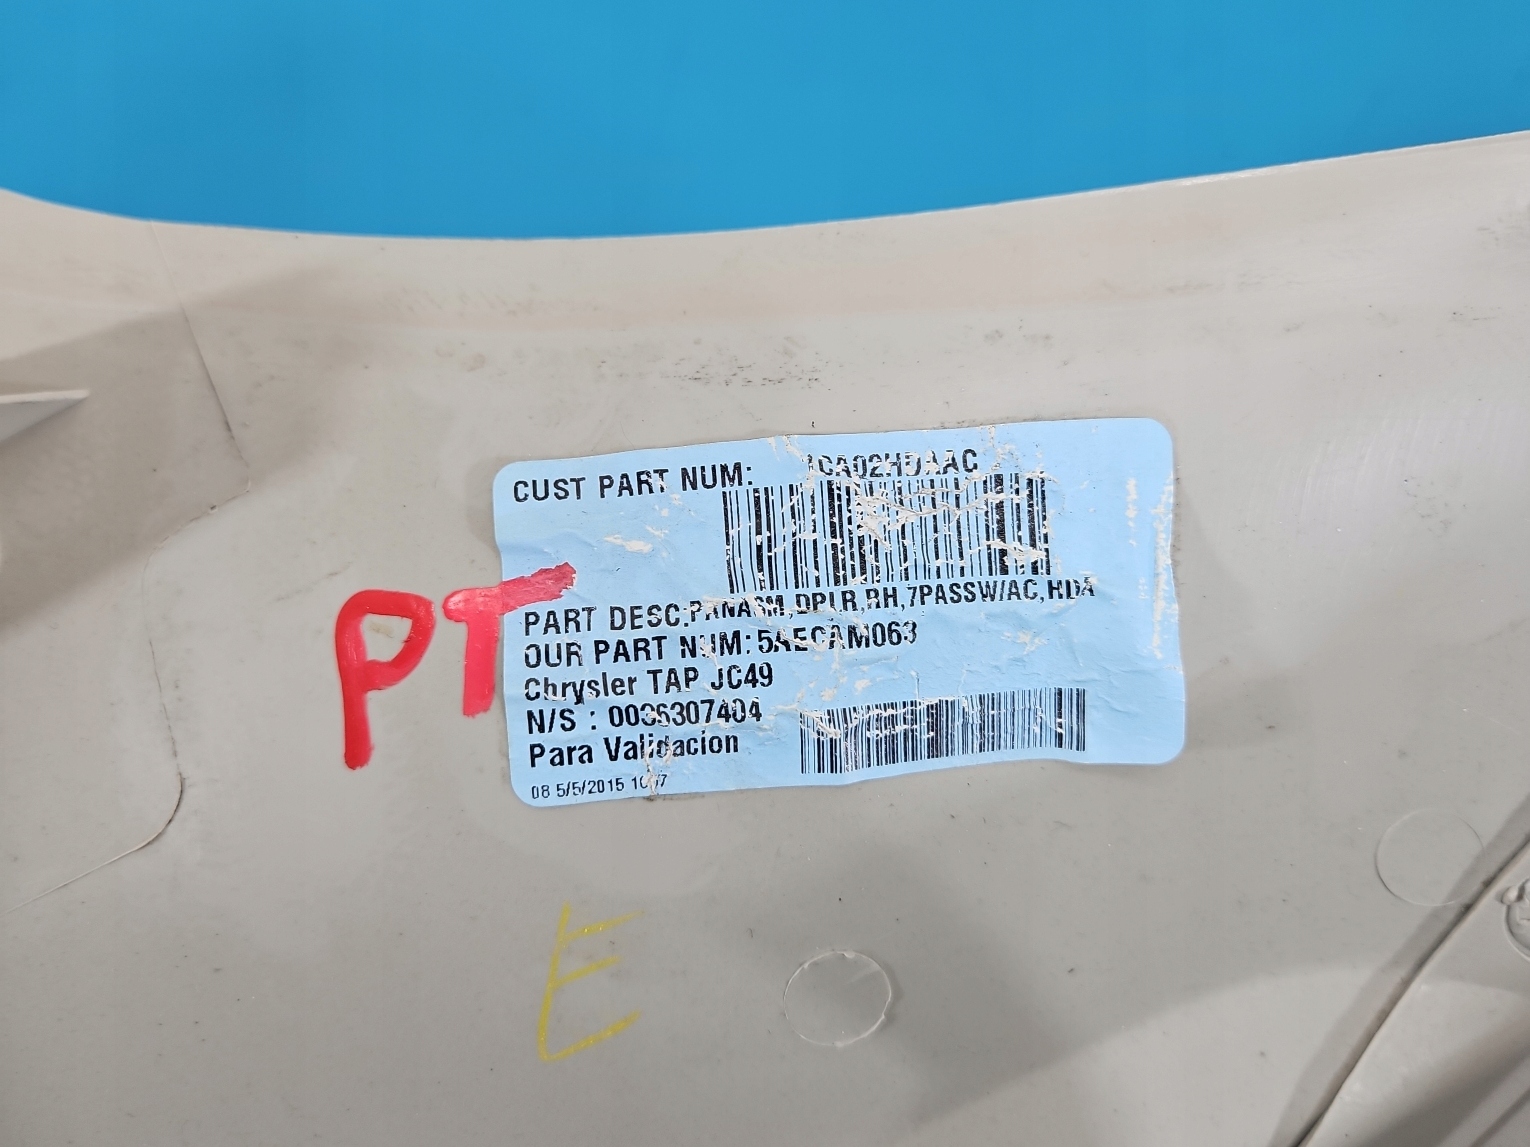 CUST PART NUM: 1CA02HDAAC
PT
PART DESC:PANASM,DPLR,RH,7PASSW/AC,HDA
OUR PART NUM: 5AECAM063
Chrysler TAP JC49
N/S : 0036307404
Para Validacion
08 5/5/2015
E